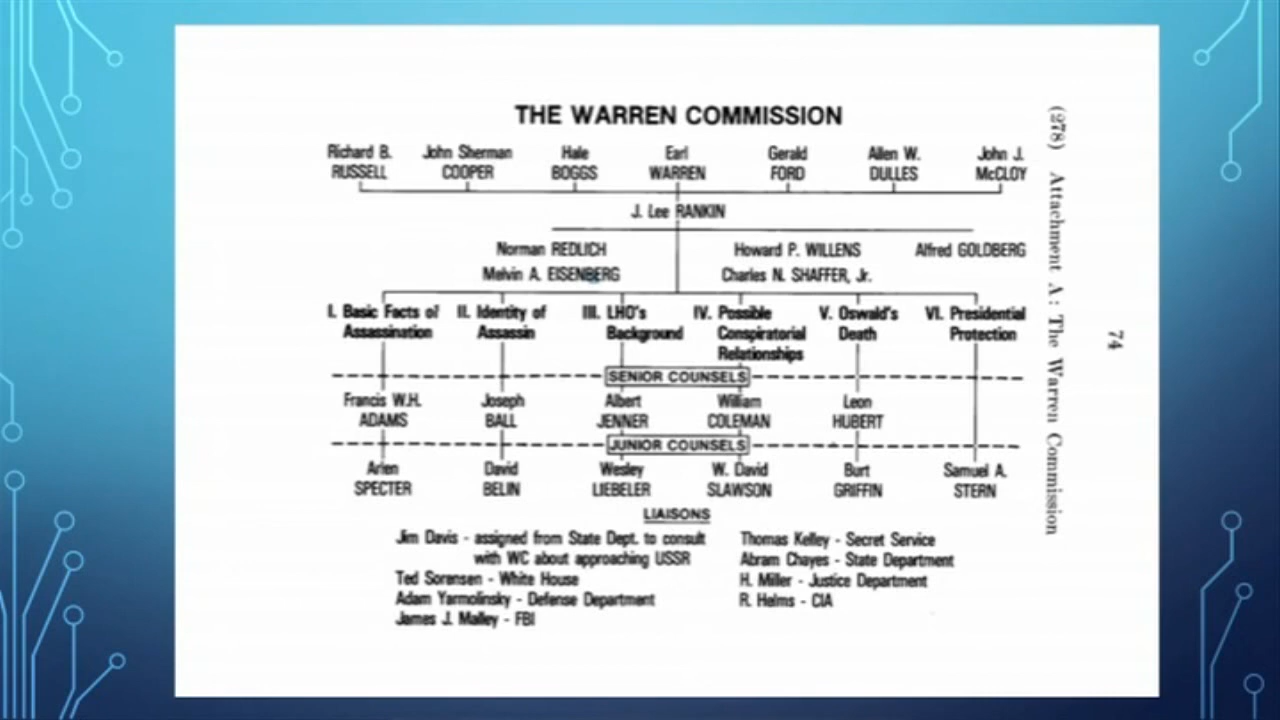 THE WARREN COMMISSION
Richard B. John Sherman Hale Earl Gerald Allen W. John J.
RUSSELL COOPER BOGGS WARREN FORD DULLES McCLOY
J. Lee RANKIN
Norman REDLICH Howard P. WILLENS Alfred GOLDBERG
Melvin A. EISENBERG Charles N. SHAFFER, Jr.
I. Basic Facts of II. Identity of III. LHO's IV. Possible V. Oswald's VI. Presidential
Assassination Assassin Background Conspiratorial Death Protection
Relationships
SENIOR COUNSELS
Francis W.H. Joseph Albert William Leon
ADAMS BALL JENNER COLEMAN HUBERT
JUNIOR COUNSELS
Arlen David Wesley W. David Burt Samuel A.
SPECTER BELIN LIEBELER SLAWSON GRIFFIN STERN
LIAISONS
Jim Davis - assigned from State Dept. to consult Thomas Kelley - Secret Service
with WC about approaching USSR Abram Chayes - State Department
Ted Sorensen - White House H. Miller - Justice Department
Adam Yarmolinsky - Defense Department R. Helms - CIA
James J. Malley - FBI
(278) Attachment A: The Warren Commission
74